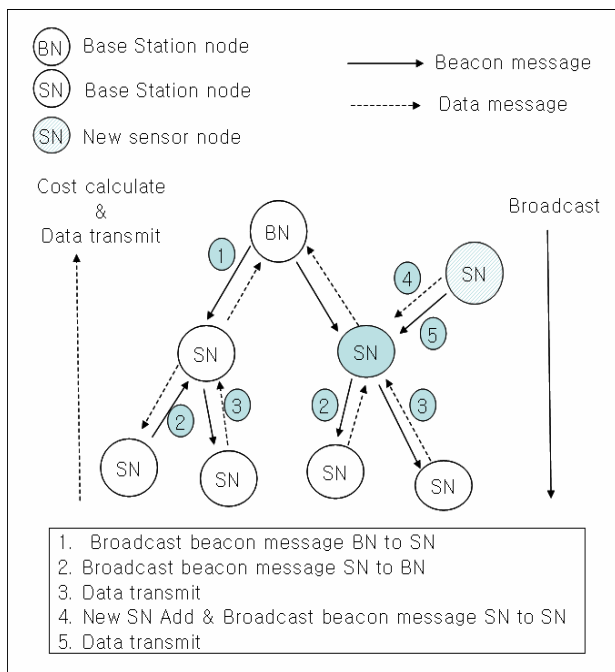 BN Base Station node
SN Base Station node
SN New sensor node
Beacon message
Data message
Cost calculate
&
Data transmit
Broadcast
BN
1
SN
4
5
SN
SN
2
3
2
3
SN
SN
SN
SN
1. Broadcast beacon message BN to SN
2. Broadcast beacon message SN to BN
3. Data transmit
4. New SN Add & Broadcast beacon message SN to SN
5. Data transmit